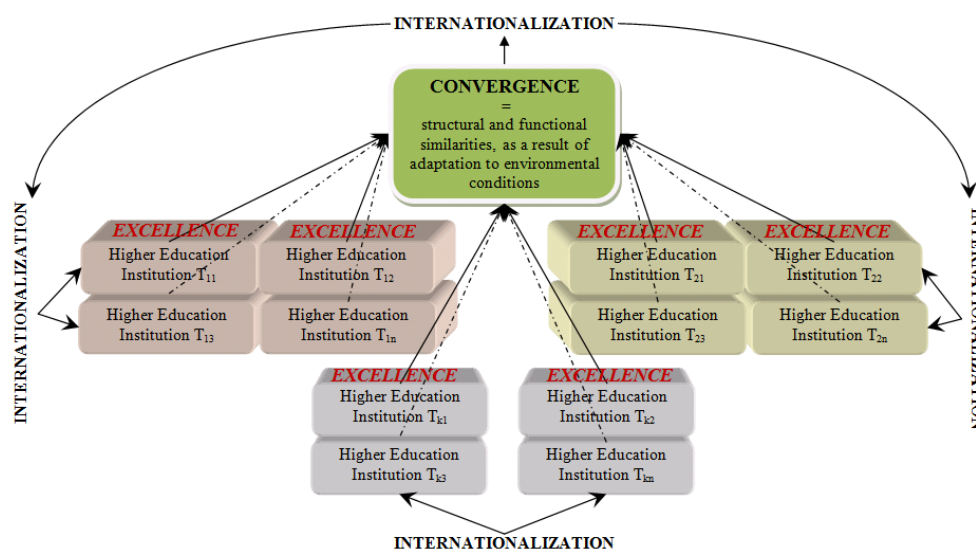 INTERNATIONALIZATION
CONVERGENCE
=
structural and functional
similarities, as a result of
adaptation to environmental
conditions
INTERNATIONALIZATION
INTERNATIONALIZATION
EXCELLENCE
Higher Education
Institution T11
EXCELLENCE
Higher Education
Institution T12
Higher Education
Institution T13
Higher Education
Institution T1n
EXCELLENCE
Higher Education
Institution T21
EXCELLENCE
Higher Education
Institution T22
Higher Education
Institution T23
Higher Education
Institution T2n
EXCELLENCE
Higher Education
Institution Tk1
EXCELLENCE
Higher Education
Institution Tk2
Higher Education
Institution Tk3
Higher Education
Institution Tkn
INTERNATIONALIZATION